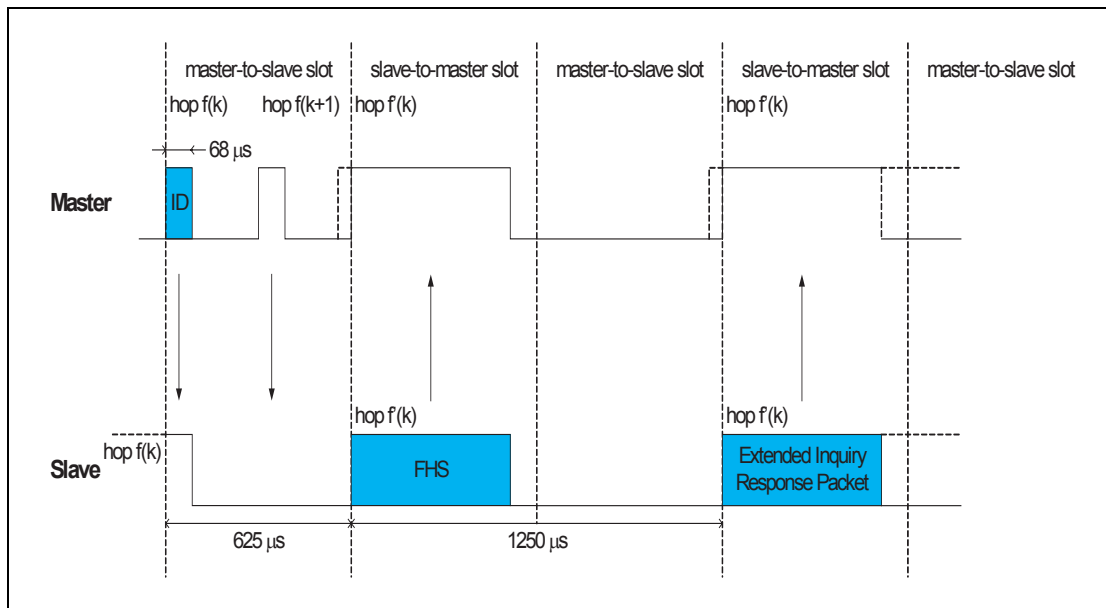 master-to-slave slot
slave-to-master slot
master-to-slave slot
slave-to-master slot
master-to-slave slot
hop f(k)
hop f(k+1)
hop f'(k)
hop f'(k)
68 µs
Master
ID
hop f'(k)
hop f'(k)
hop f(k)
Slave
FHS
Extended Inquiry
Response Packet
625 µs
1250 µs